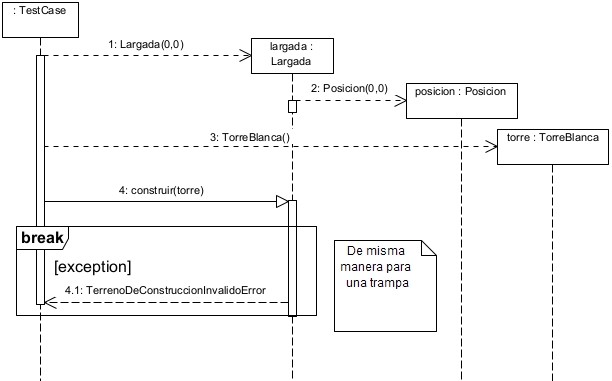 : TestCase
1: Largada(0,0)
largada :
Largada
2: Posicion(0,0)
posicion : Posicion
3: TorreBlanca()
torre : TorreBlanca
4: construir(torre)
break
[exception]
4.1: TerrenoDeConstruccionInvalidoError
De misma
manera para
una trampa